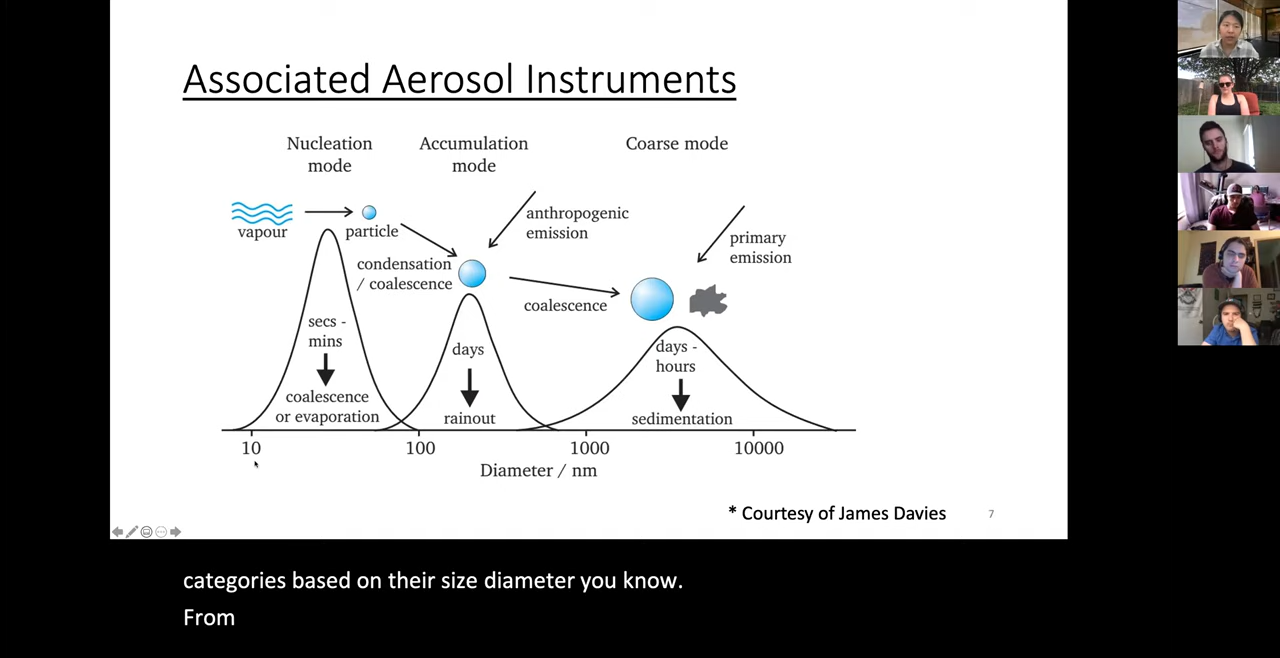 Associated Aerosol Instruments
Nucleation
mode
Accumulation
mode
Coarse mode
vapour
particle
anthropogenic
emission
primary
emission
condensation
/ coalescence
coalescence
secs -
mins
days
days -
hours
coalescence
or evaporation
rainout
sedimentation
10
100
1000
10000
Diameter / nm
* Courtesy of James Davies
7
categories based on their size diameter you know.
From